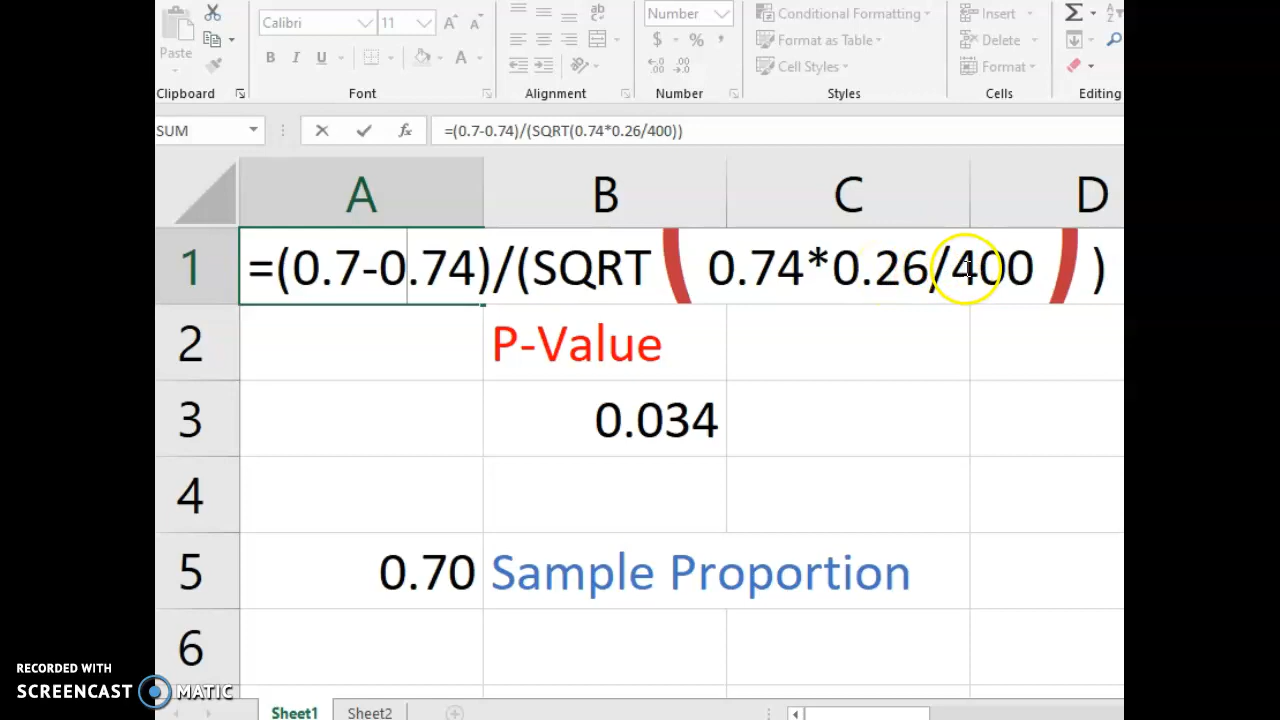 Calibri 11 Number Conditional Formatting Insert
Paste B I U A $ % , Format as Table Delete
Cell Styles Format
Clipboard Font Alignment Number Styles Cells Editing
SUM =(0.7-0.74)/(SQRT(0.74*0.26/400))
A B C D
1 =(0.7-0.74)/(SQRT(0.74*0.26/400))
2 P-Value
3 0.034
4
5 0.70 Sample Proportion
6
RECORDED WITH
SCREENCAST MATIC
Sheet1 Sheet2